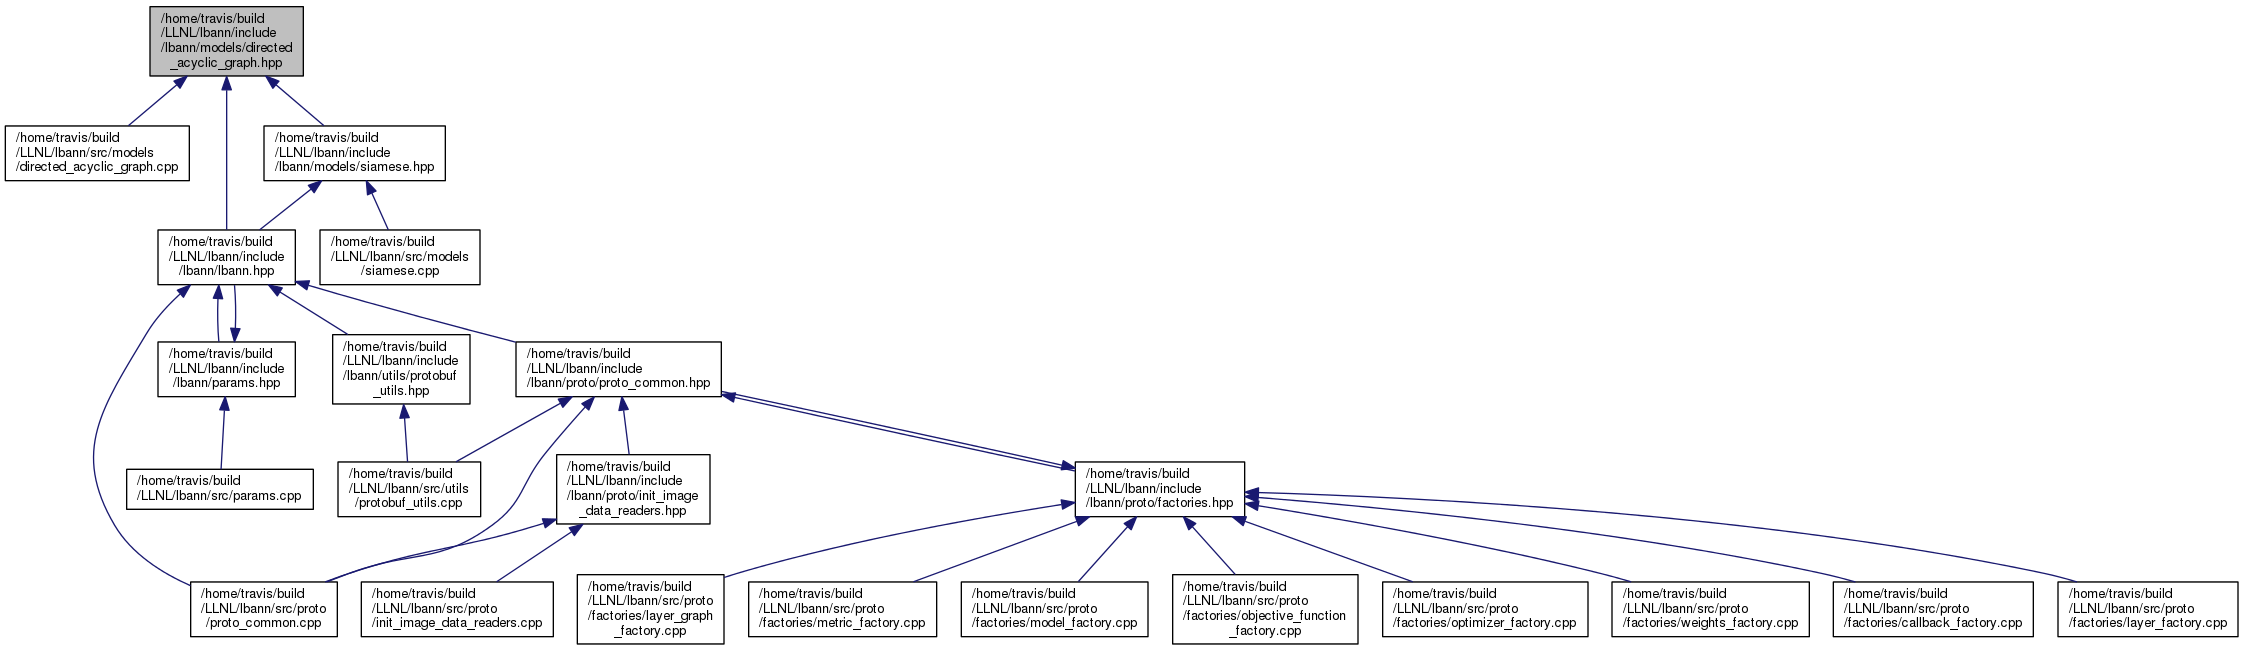 /home/travis/build
/LLNL/lbann/include
/lbann/models/directed
_acyclic_graph.hpp
/home/travis/build
/LLNL/lbann/src/models
/directed_acyclic_graph.cpp
/home/travis/build
/LLNL/lbann/include
/lbann/models/siamese.hpp
/home/travis/build
/LLNL/lbann/include
/lbann/lbann.hpp
/home/travis/build
/LLNL/lbann/src/models
/siamese.cpp
/home/travis/build
/LLNL/lbann/include
/lbann/params.hpp
/home/travis/build
/LLNL/lbann/include
/lbann/utils/protobuf
_utils.hpp
/home/travis/build
/LLNL/lbann/include
/lbann/proto/proto_common.hpp
/home/travis/build
/LLNL/lbann/src/params.cpp
/home/travis/build
/LLNL/lbann/src/utils
/protobuf_utils.cpp
/home/travis/build
/LLNL/lbann/include
/lbann/proto/init_image
_data_readers.hpp
/home/travis/build
/LLNL/lbann/include
/lbann/proto/factories.hpp
/home/travis/build
/LLNL/lbann/src/proto
/proto_common.cpp
/home/travis/build
/LLNL/lbann/src/proto
/init_image_data_readers.cpp
/home/travis/build
/LLNL/lbann/src/proto
/factories/layer_graph
_factory.cpp
/home/travis/build
/LLNL/lbann/src/proto
/factories/metric_factory.cpp
/home/travis/build
/LLNL/lbann/src/proto
/factories/model_factory.cpp
/home/travis/build
/LLNL/lbann/src/proto
/factories/objective_function
_factory.cpp
/home/travis/build
/LLNL/lbann/src/proto
/factories/optimizer_factory.cpp
/home/travis/build
/LLNL/lbann/src/proto
/factories/weights_factory.cpp
/home/travis/build
/LLNL/lbann/src/proto
/factories/callback_factory.cpp
/home/travis/build
/LLNL/lbann/src/proto
/factories/layer_factory.cpp